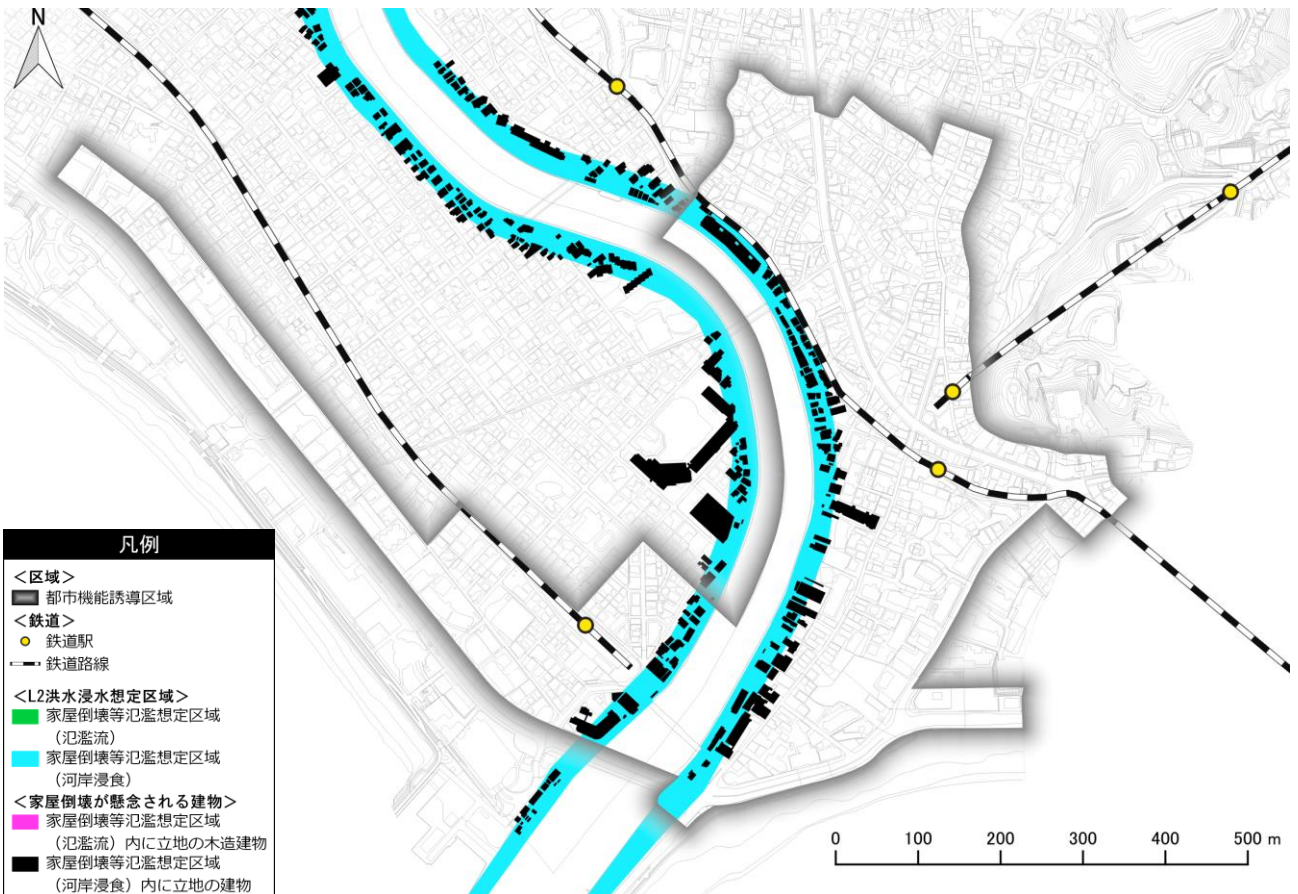 N
凡例
<区域>
都市機能誘導区域
<鉄道>
鉄道駅
鉄道路線
<L2洪水浸水想定区域>
家屋倒壊等氾濫想定区域
(氾濫流)
家屋倒壊等氾濫想定区域
(河岸浸食)
<家屋倒壊が懸念される建物>
家屋倒壊等氾濫想定区域
(氾濫流)内に立地の木造建物
家屋倒壊等氾濫想定区域
(河岸浸食)内に立地の建物
0 100 200 300 400 500 m